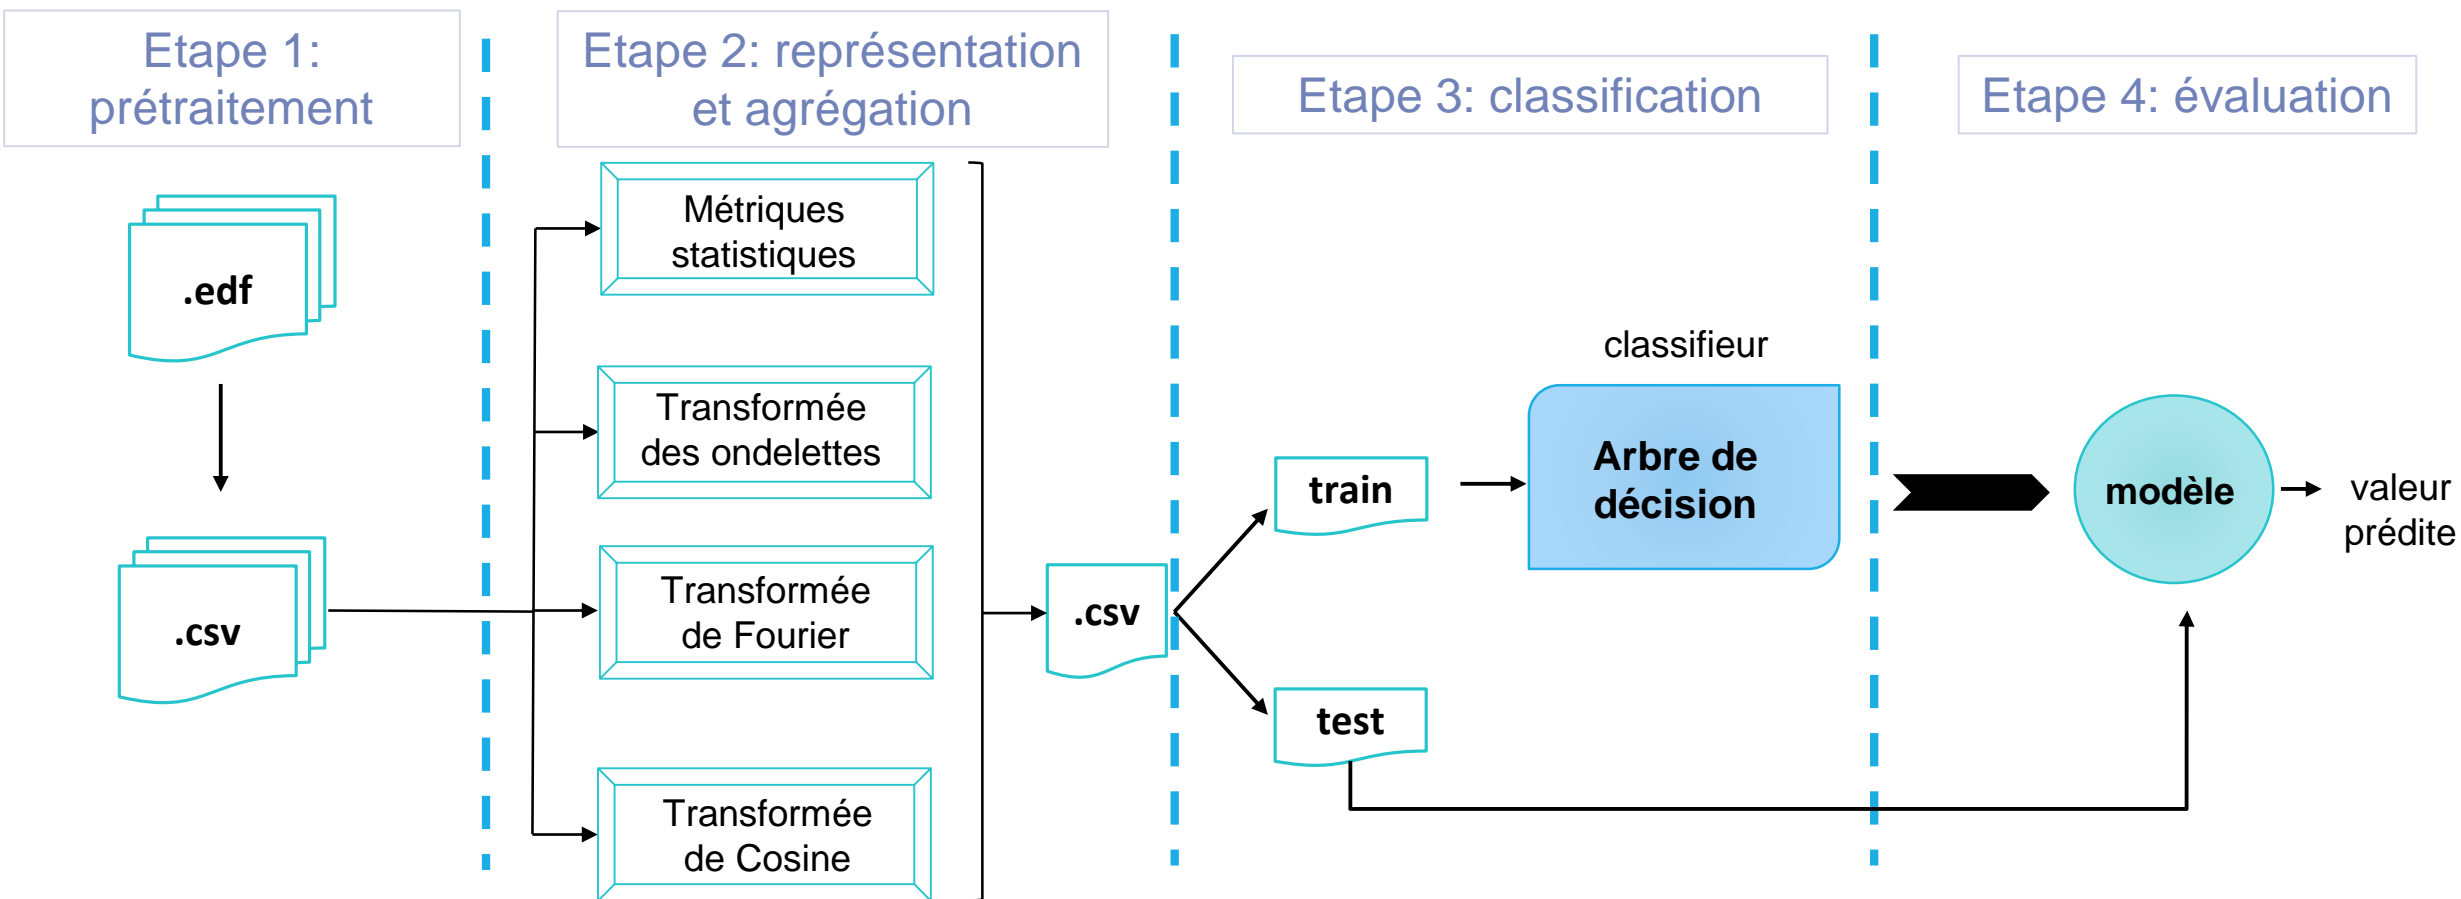 Etape 1:
prétraitement
Etape 2: représentation
et agrégation
Etape 3: classification
Etape 4: évaluation
.edf
.csv
Métriques
statistiques
Transformée
des ondelettes
Transformée
de Fourier
Transformée
de Cosine
.csv
train
test
classifieur
Arbre de
décision
modèle
valeur
prédite